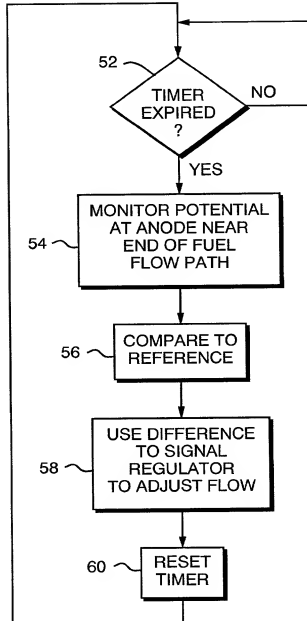 52
TIMER
EXPIRED
?
NO
YES
54
MONITOR POTENTIAL
AT ANODE NEAR
END OF FUEL
FLOW PATH
56
COMPARE TO
REFERENCE
58
USE DIFFERENCE
TO SIGNAL
REGULATOR
TO ADJUST FLOW
60
RESET
TIMER